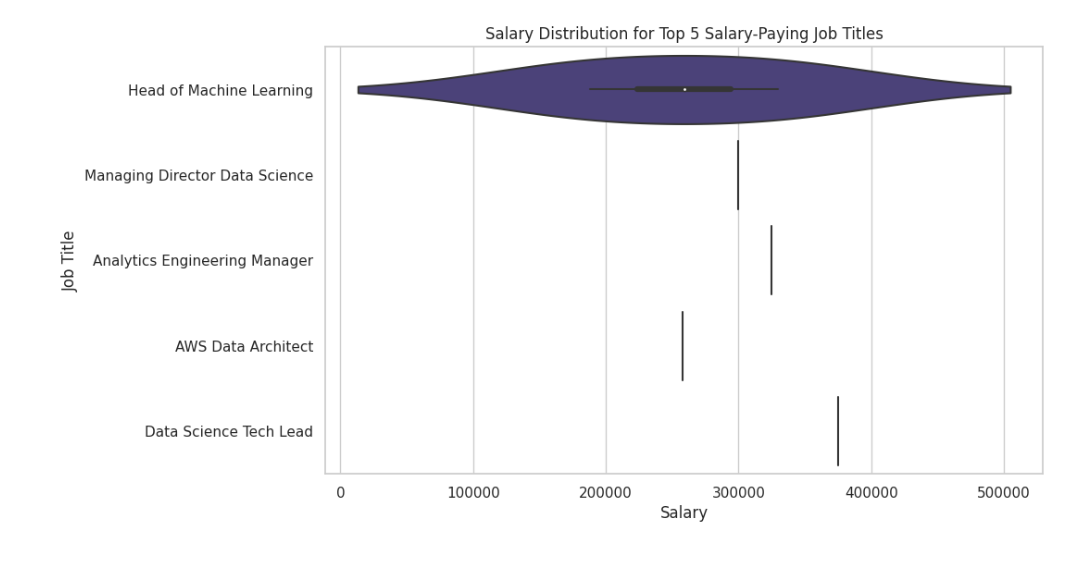 Salary Distribution for Top 5 Salary-Paying Job Titles
Head of Machine Learning
Managing Director Data Science
Analytics Engineering Manager
AWS Data Architect
Data Science Tech Lead
Job Title
0 100000 200000 300000 400000 500000
Salary